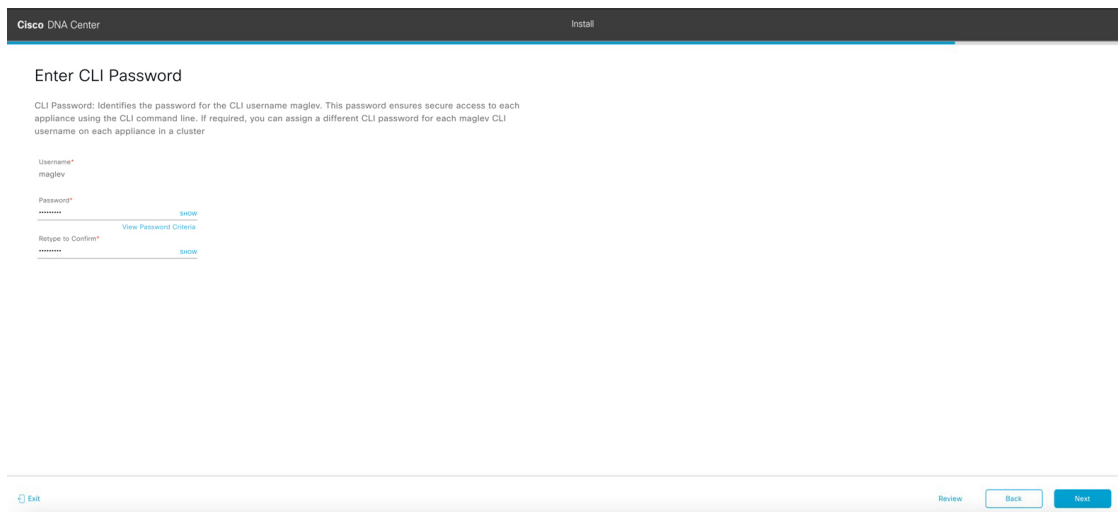 Cisco DNA Center
Install
Enter CLI Password
CLI Password: Identifies the password for the CLI username maglev. This password ensures secure access to each
appliance using the CLI command line. If required, you can assign a different CLI password for each maglev CLI
username on each appliance in a cluster
Username*
maglev
Password*
•••••••••
SHOW
View Password Criteria
Retype to Confirm*
•••••••••
SHOW
Exit
Review
Back
Next